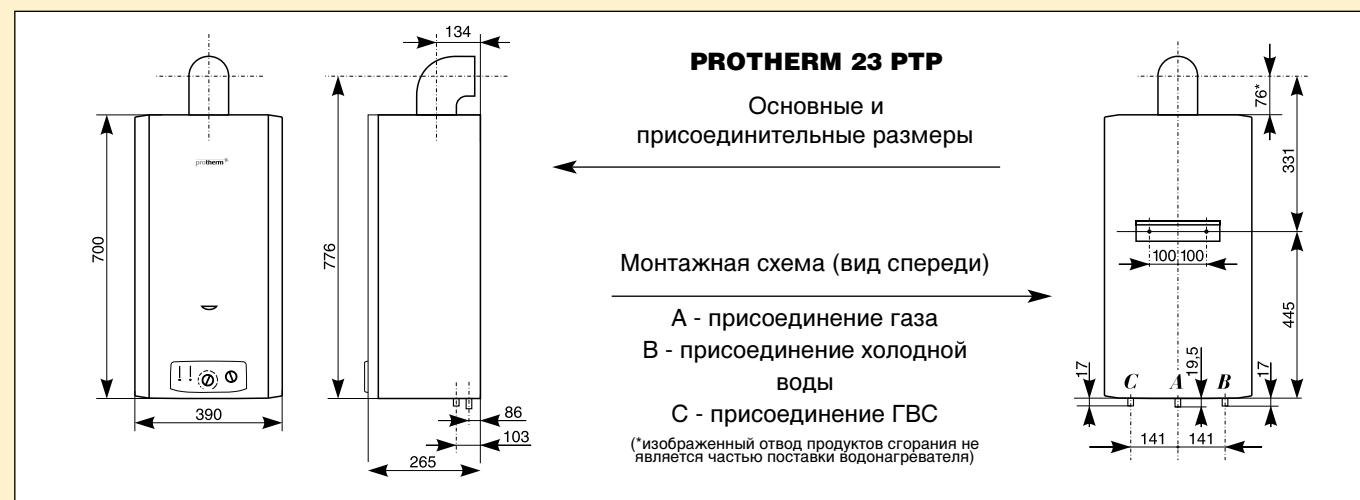 134
PROTHERM 23 PTP
Основные и
присоединительные размеры
76*
331
protherm
700
776
390
86
103
265
Монтажная схема (вид спереди)
A - присоединение газа
B - присоединение холодной
воды
C - присоединение ГВС
(*изображенный отвод продуктов сгорания не
является частью поставки водонагревателя)
100 100
445
17
C
A
19,5
B
17
141
141